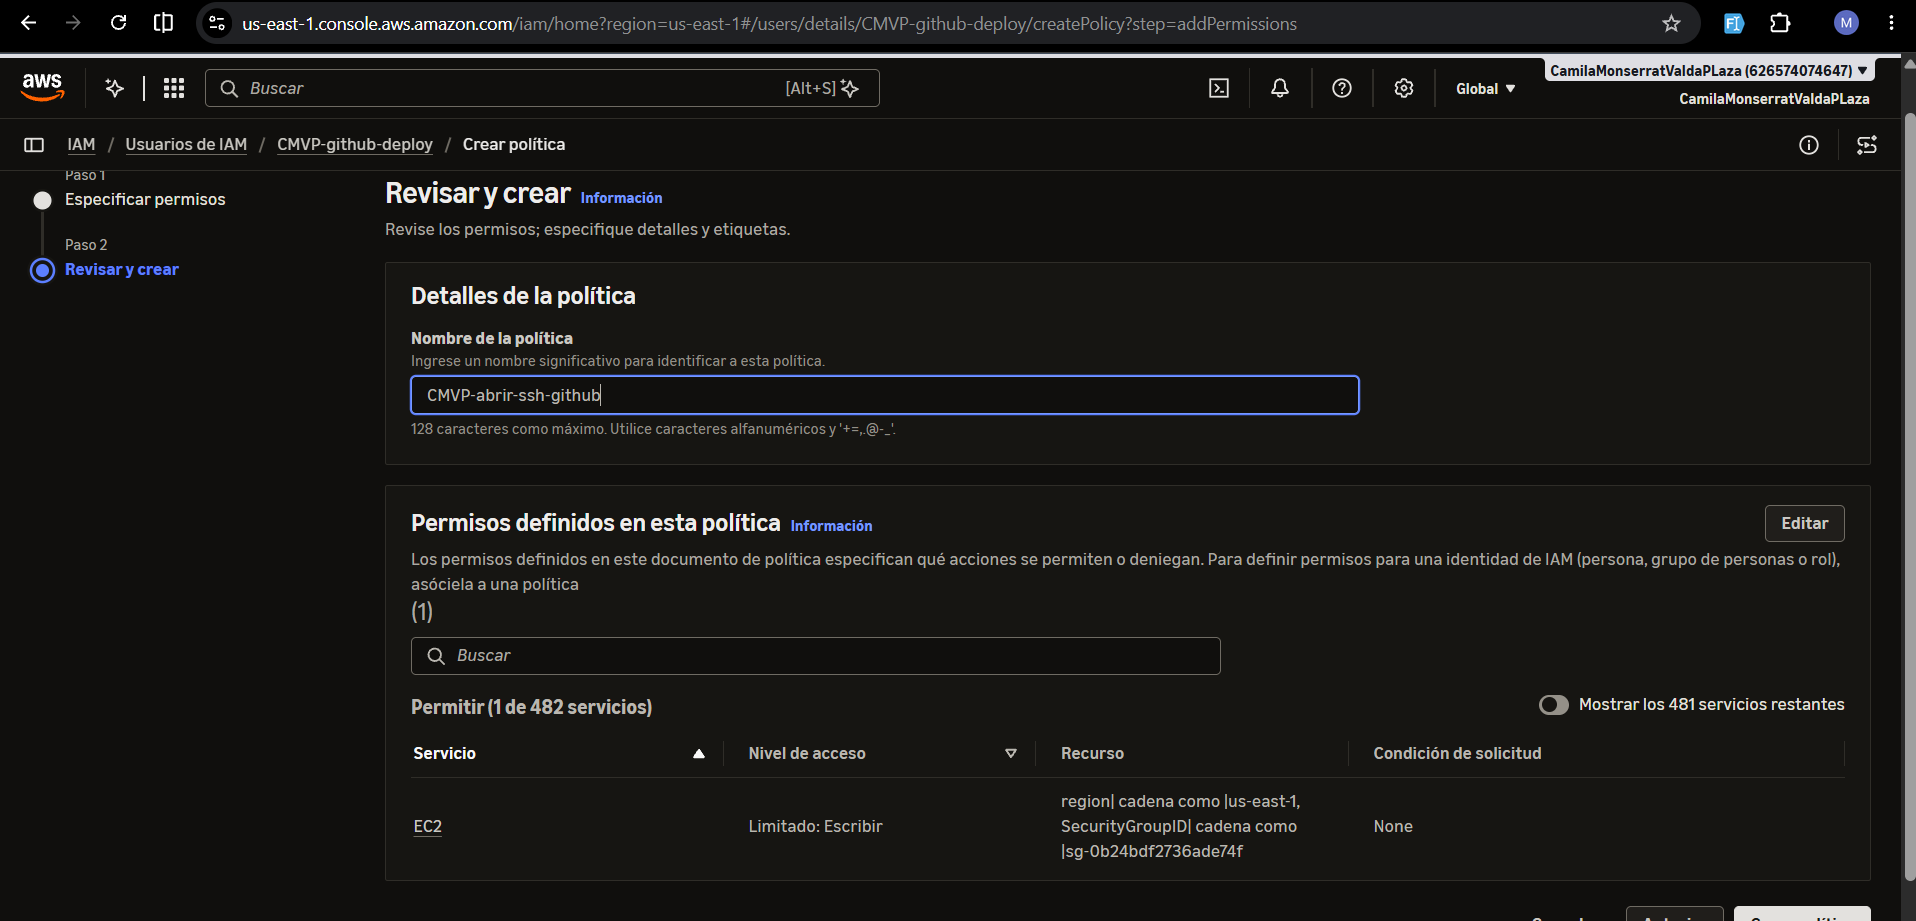 us-east-1.console.aws.amazon.com/iam/home?region=us-east-1#/users/details/CMVP-github-deploy/createPolicy?step=addPermissions
M
aws
Buscar
[Alt+S]
Global
CamilaMonserratValdaPLaza (626574074647)
CamilaMonserratValdaPLaza
IAM / Usuarios de IAM / CMVP-github-deploy / Crear política
Paso 1
Especificar permisos
Paso 2
Revisar y crear
Revisar y crear Información
Revise los permisos; especifique detalles y etiquetas.
Detalles de la política
Nombre de la política
Ingrese un nombre significativo para identificar a esta política.
CMVP-abrir-ssh-github
128 caracteres como máximo. Utilice caracteres alfanuméricos y '+=,.@-_'.
Permisos definidos en esta política Información
Editar
Los permisos definidos en este documento de política especifican qué acciones se permiten o deniegan. Para definir permisos para una identidad de IAM (persona, grupo de personas o rol),
asóciela a una política
(1)
Buscar
Permitir (1 de 482 servicios)
Mostrar los 481 servicios restantes
Servicio
Nivel de acceso
Recurso
Condición de solicitud
EC2
Limitado: Escribir
region| cadena como |us-east-1,
SecurityGroupID| cadena como
|sg-0b24bdf2736ade74f
None